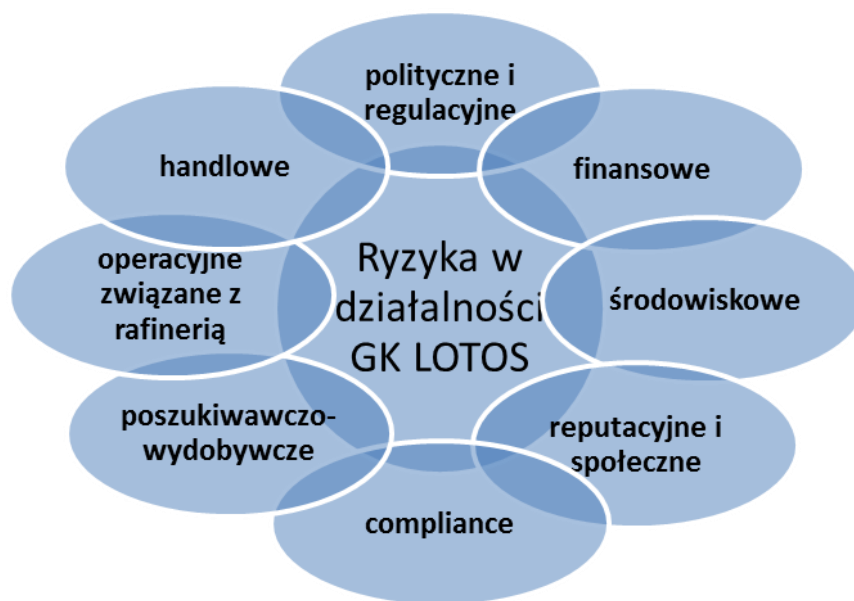 polityczne i
regulacyjne
handlowe
finansowe
operacyjne
związane z
rafinerią
Ryzyka w
działalności
GK LOTOS
środowiskowe
poszukiwawczo-
wydobywcze
reputacyjne i
społeczne
compliance